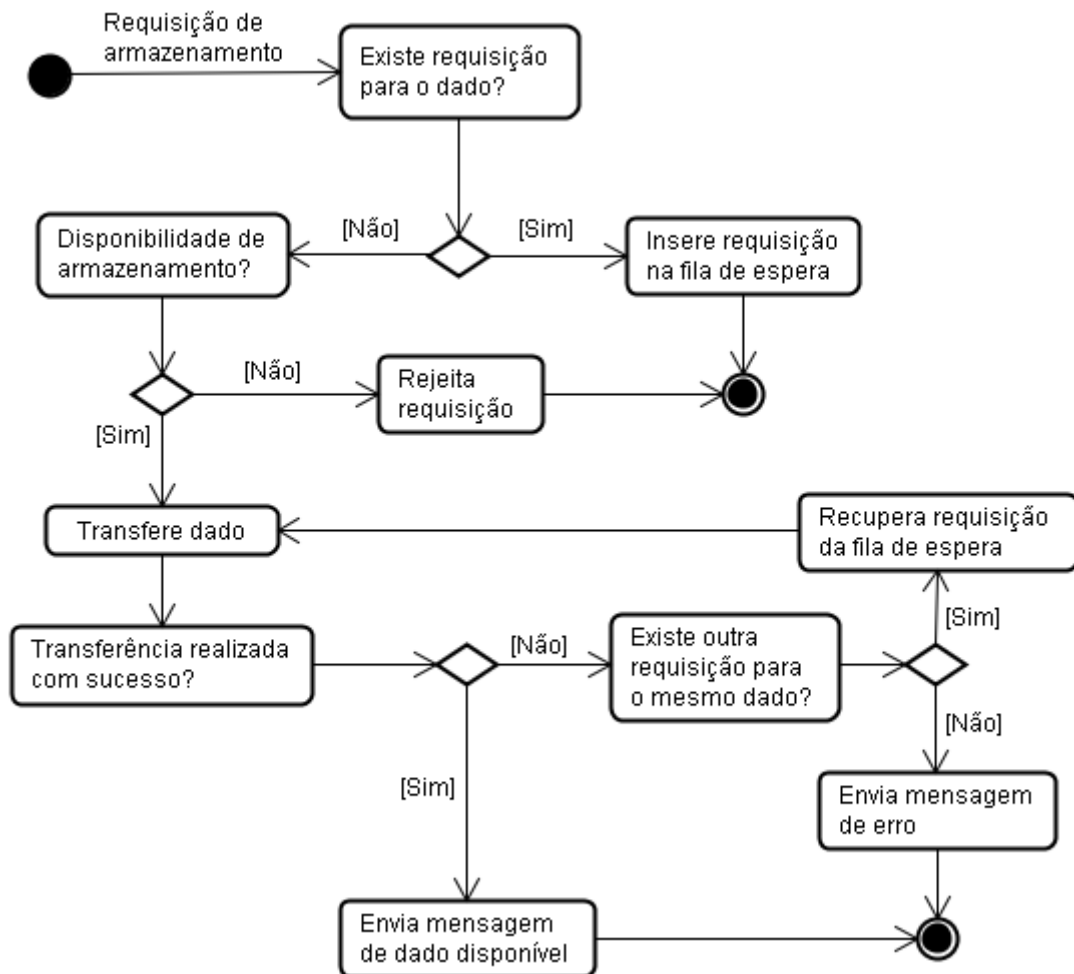 Requisição de
armazenamento
Existe requisição
para o dado?
Disponibilidade de
armazenamento?
[Não]
[Sim]
Insere requisição
na fila de espera
[Não]
Rejeita
requisição
[Sim]
Transfere dado
Recupera requisição
da fila de espera
Transferência realizada
com sucesso?
[Não]
Existe outra
requisição para
o mesmo dado?
[Sim]
[Não]
[Sim]
Envia mensagem
de erro
Envia mensagem
de dado disponível